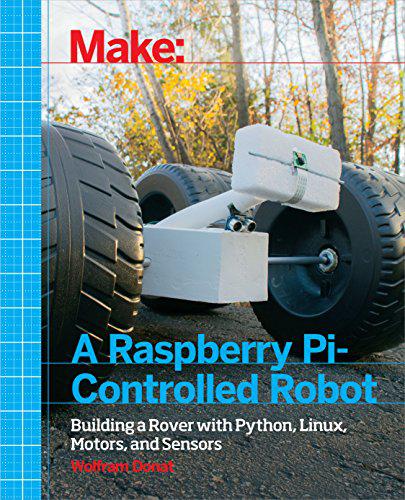 Make:
A Raspberry Pi-
Controlled Robot
Building a Rover with Python, Linux,
Motors, and Sensors
Wolfram Donat